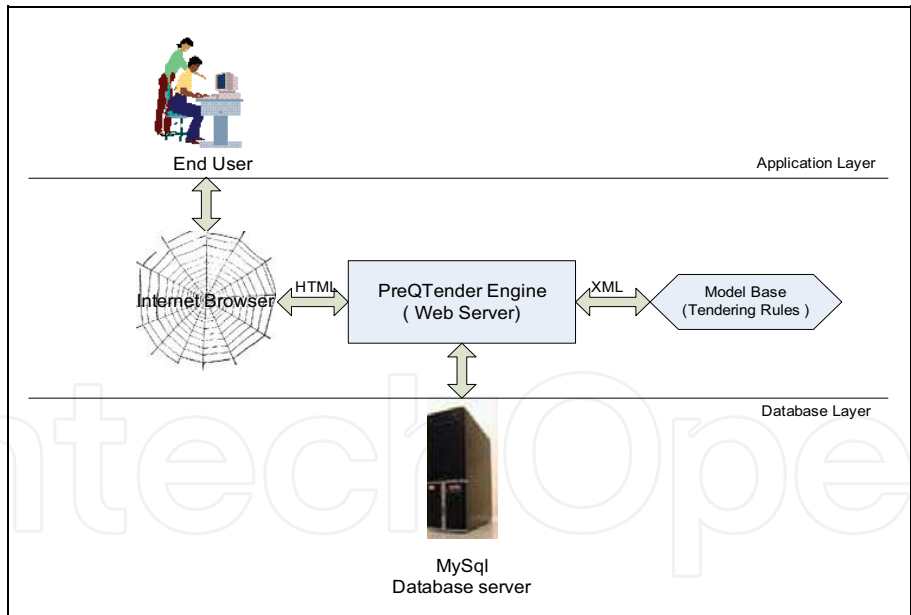 End User
Application Layer
Internet Browser
HTML
PreQTender Engine
( Web Server)
XML
Model Base
(Tendering Rules )
Database Layer
ntechOpe
MySql
Database server